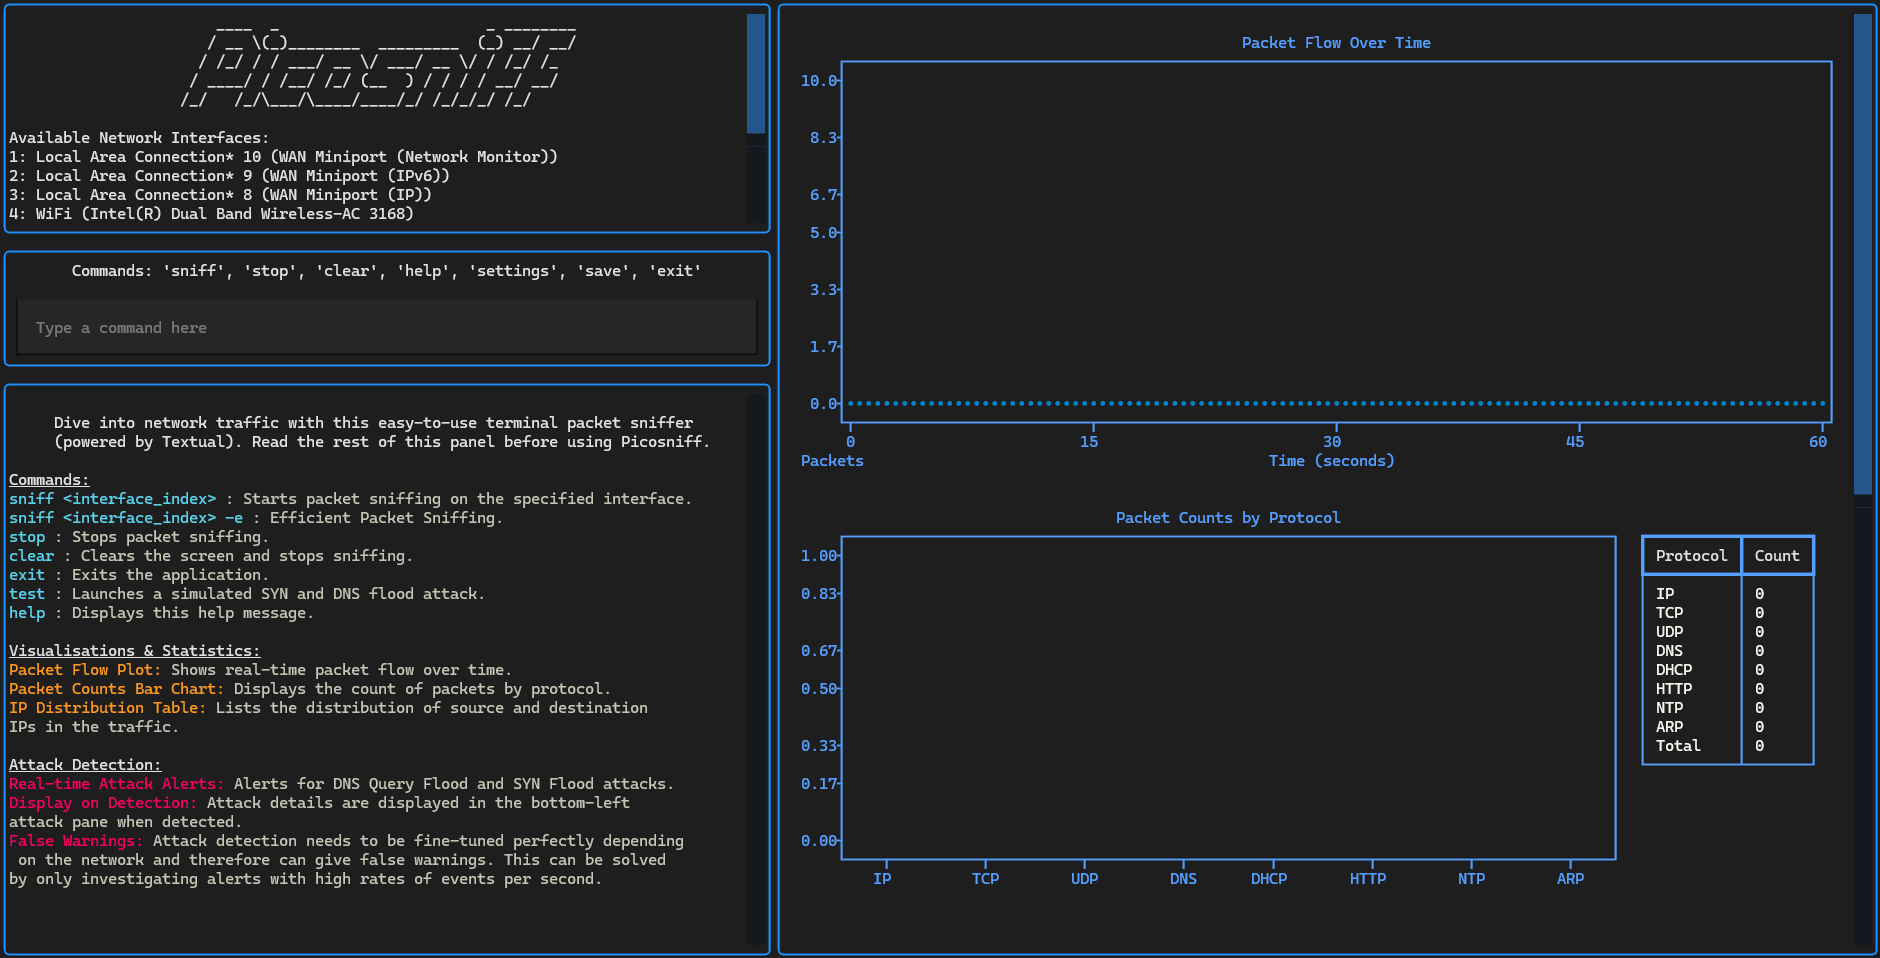 Picosniff
Available Network Interfaces:
1: Local Area Connection* 10 (WAN Miniport (Network Monitor))
2: Local Area Connection* 9 (WAN Miniport (IPv6))
3: Local Area Connection* 8 (WAN Miniport (IP))
4: WiFi (Intel(R) Dual Band Wireless-AC 3168)
Commands: 'sniff', 'stop', 'clear', 'help', 'settings', 'save', 'exit'
Type a command here
Dive into network traffic with this easy-to-use terminal packet sniffer
(powered by Textual). Read the rest of this panel before using Picosniff.
Commands:
sniff <interface_index> : Starts packet sniffing on the specified interface.
sniff <interface_index> -e : Efficient Packet Sniffing.
stop : Stops packet sniffing.
clear : Clears the screen and stops sniffing.
exit : Exits the application.
test : Launches a simulated SYN and DNS flood attack.
help : Displays this help message.
Visualisations & Statistics:
Packet Flow Plot: Shows real-time packet flow over time.
Packet Counts Bar Chart: Displays the count of packets by protocol.
IP Distribution Table: Lists the distribution of source and destination
IPs in the traffic.
Attack Detection:
Real-time Attack Alerts: Alerts for DNS Query Flood and SYN Flood attacks.
Display on Detection: Attack details are displayed in the bottom-left
attack pane when detected.
False Warnings: Attack detection needs to be fine-tuned perfectly depending
on the network and therefore can give false warnings. This can be solved
by only investigating alerts with high rates of events per second.
Packet Flow Over Time
10.0
8.3
6.7
5.0
3.3
1.7
0.0
0 15 30 45 60
Packets Time (seconds)
Packet Counts by Protocol
1.00
0.83
0.67
0.50
0.33
0.17
0.00
IP TCP UDP DNS DHCP HTTP NTP ARP
Protocol Count
IP 0
TCP 0
UDP 0
DNS 0
DHCP 0
HTTP 0
NTP 0
ARP 0
Total 0